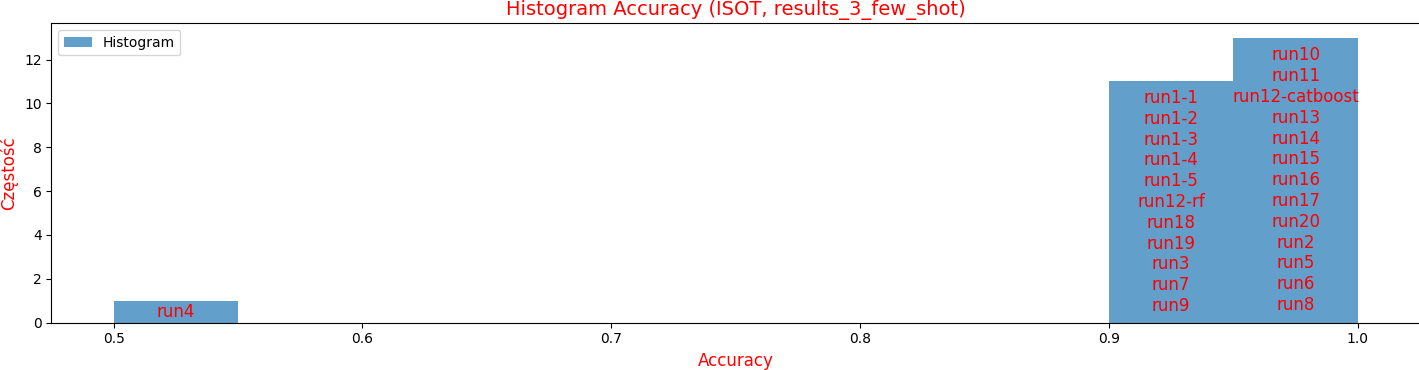 Histogram Accuracy (ISOT, results_3_few_shot)
Histogram
Częstość
12
10
8
6
4
2
0
run4
run1-1
run1-2
run1-3
run1-4
run1-5
run12-rf
run18
run19
run3
run7
run9
run10
run11
run12-catboost
run13
run14
run15
run16
run17
run20
run2
run5
run6
run8
0.5
0.6
0.7
0.8
0.9
1.0
Accuracy